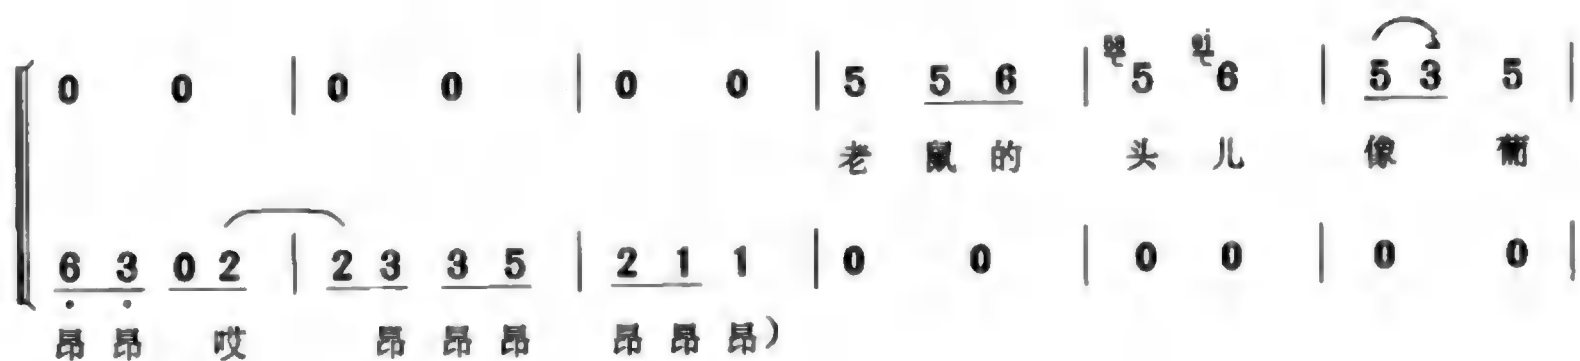 0 0 | 0 0 | 0 0 | 5 5 6 | 5 6 | 5 3 5 |
老 鼠 的 头 儿 像 葡
6 3 0 2 | 2 3 3 5 | 2 1 1 | 0 0 | 0 0 | 0 0 |
昂 昂 哎 昂 昂 昂 昂 昂 昂）